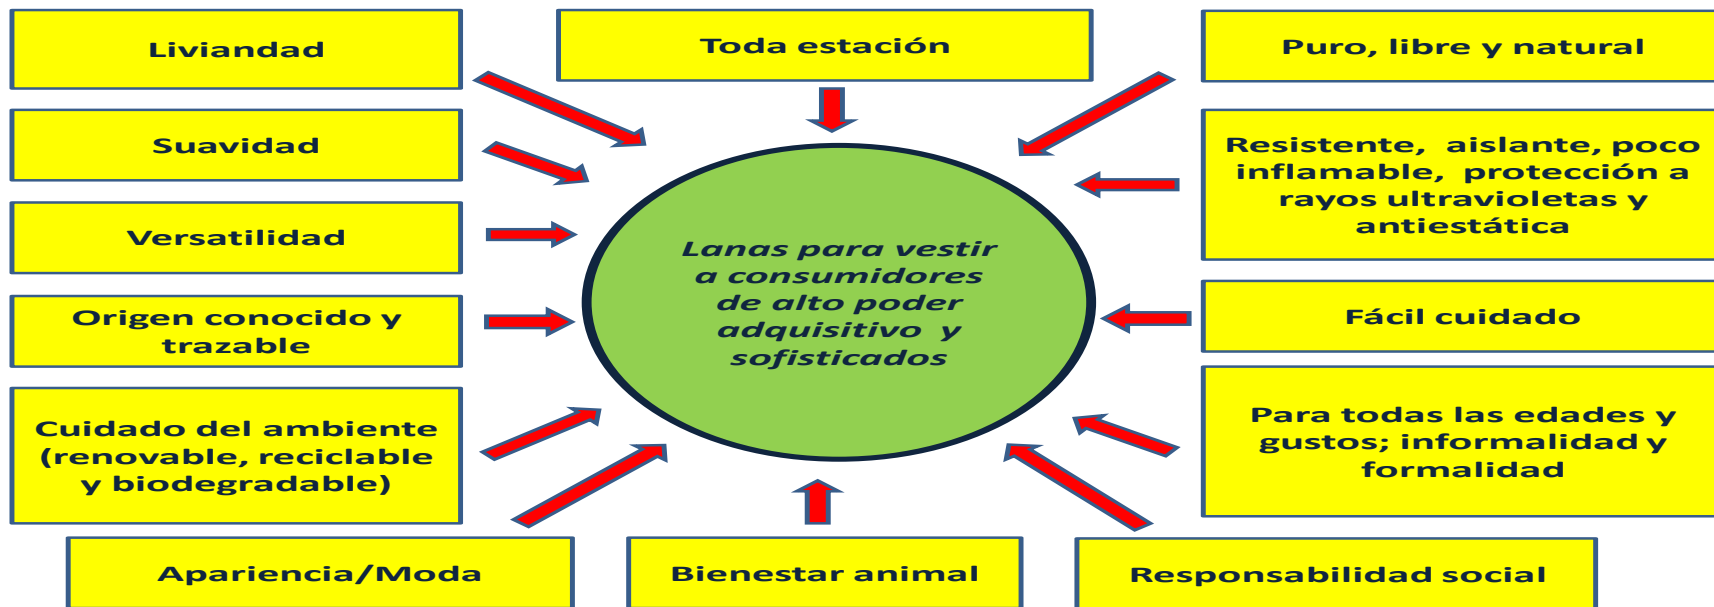 Liviandad
Toda estación
Puro, libre y natural
Suavidad
Resistente, aislante, poco
inflamable, protección a
rayos ultravioletas y
antiestática
Versatilidad
Lanas para vestir
a consumidores
de alto poder
adquisitivo y
sofisticados
Origen conocido y
trazable
Fácil cuidado
Cuidado del ambiente
(renovable, reciclable
y biodegradable)
Para todas las edades y
gustos; informalidad y
formalidad
Apariencia/Moda
Bienestar animal
Responsabilidad social